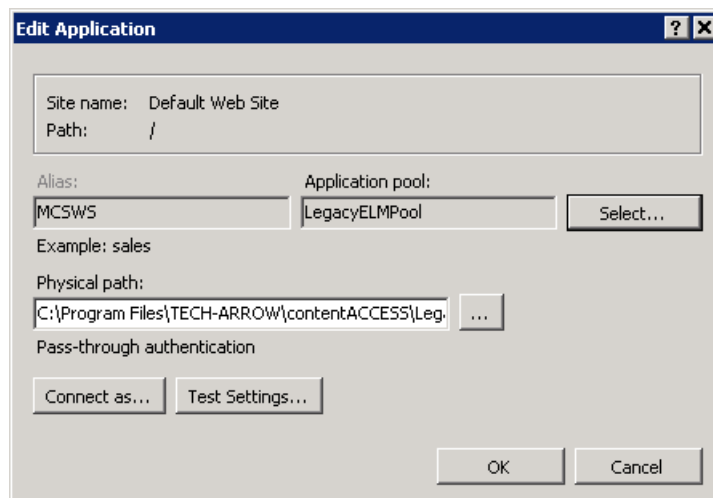 Edit Application
Site name: Default Web Site
Path: /
Alias: Application pool:
MCSWS LegacyELMPool Select...
Example: sales
Physical path:
C:\Program Files\TECH-ARROW\contentACCESS\Lega ...
Pass-through authentication
Connect as... Test Settings...
OK Cancel